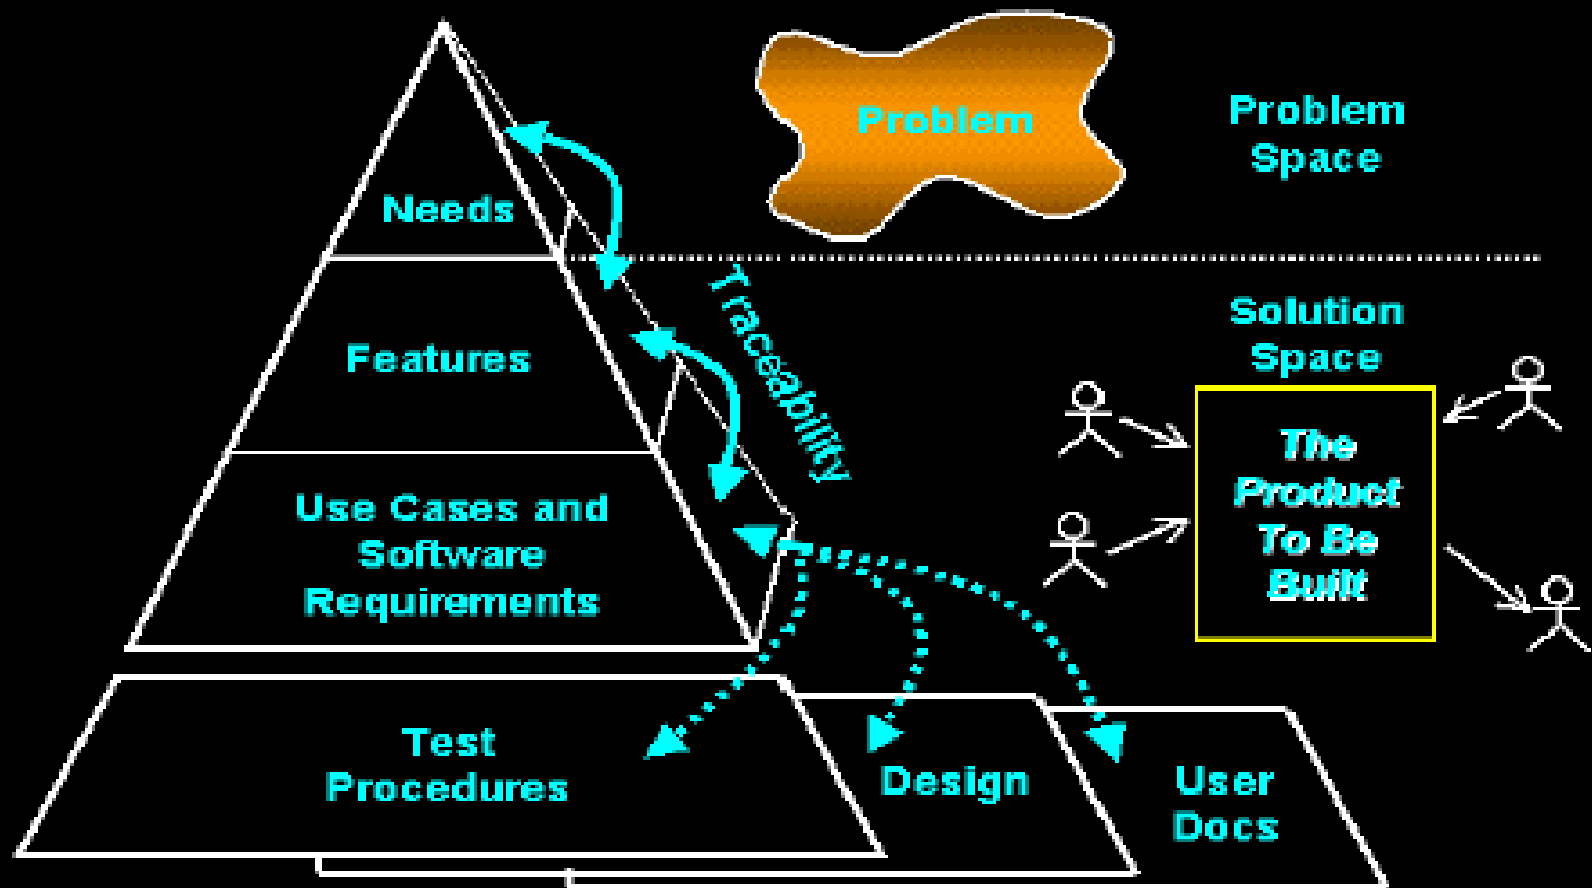 Problem
Problem
Space
Needs
Traceability
Solution
Space
Features
The
Product
To Be
Built
Use Cases and
Software
Requirements
Test
Procedures
Design
User
Docs